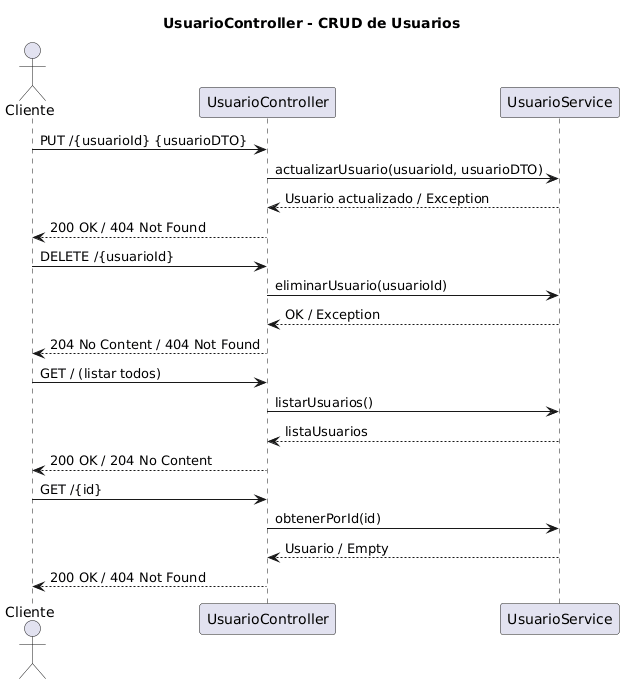 UsuarioController - CRUD de Usuarios
Cliente
UsuarioController
UsuarioService
PUT /{usuarioId} {usuarioDTO}
actualizarUsuario(usuarioId, usuarioDTO)
Usuario actualizado / Exception
200 OK / 404 Not Found
DELETE /{usuarioId}
eliminarUsuario(usuarioId)
OK / Exception
204 No Content / 404 Not Found
GET / (listar todos)
listarUsuarios()
listaUsuarios
200 OK / 204 No Content
GET /{id}
obtenerPorId(id)
Usuario / Empty
200 OK / 404 Not Found
Cliente
UsuarioController
UsuarioService